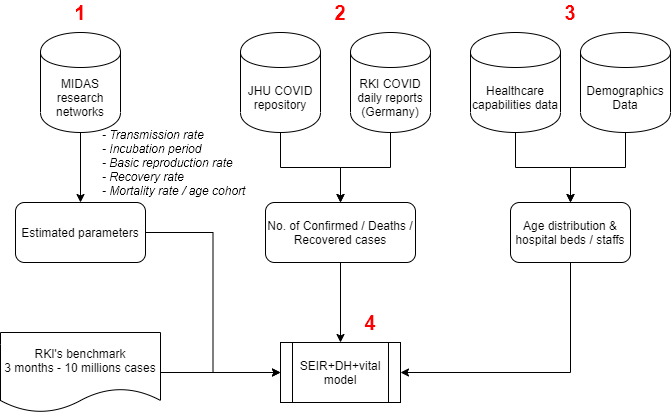 1
MIDAS
research
networks
- Transmission rate
- Incubation period
- Basic reproduction rate
- Recovery rate
- Mortality rate / age cohort
Estimated parameters
RKI's benchmark
3 months - 10 millions cases
2
JHU COVID
repository
RKI COVID
daily reports
(Germany)
No. of Confirmed / Deaths /
Recovered cases
3
Healthcare
capabilities data
Demographics
Data
Age distribution &
hospital beds / staffs
4
SEIR+DH+vital
model